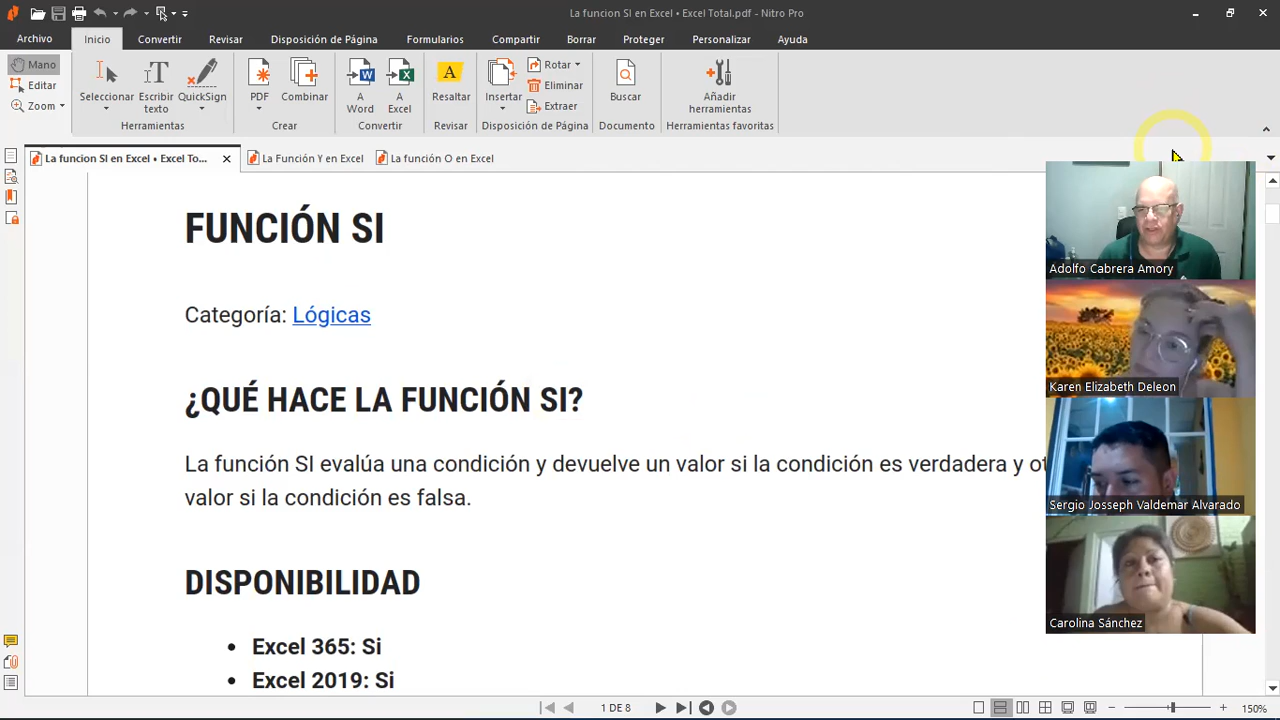 La funcion SI en Excel • Excel Total.pdf - Nitro Pro
Archivo
Inicio
Convertir
Revisar
Disposición de Página
Formularios
Compartir
Borrar
Proteger
Personalizar
Ayuda
Mano
Editar
Zoom
Seleccionar
Escribir texto
QuickSign
Herramientas
PDF
Combinar
Crear
A Word
A Excel
Convertir
Resaltar
Revisar
Insertar
Rotar
Eliminar
Extraer
Disposición de Página
Buscar
Documento
Añadir herramientas
Herramientas favoritas
La funcion SI en Excel • Excel To...
La Función Y en Excel
La función O en Excel
FUNCIÓN SI
Categoría: Lógicas
¿QUÉ HACE LA FUNCIÓN SI?
La función SI evalúa una condición y devuelve un valor si la condición es verdadera y ot
valor si la condición es falsa.
DISPONIBILIDAD
• Excel 365: Si
• Excel 2019: Si
Adolfo Cabrera Amory
Karen Elizabeth Deleon
Sergio Josseph Valdemar Alvarado
Carolina Sánchez
1 DE 8
150%